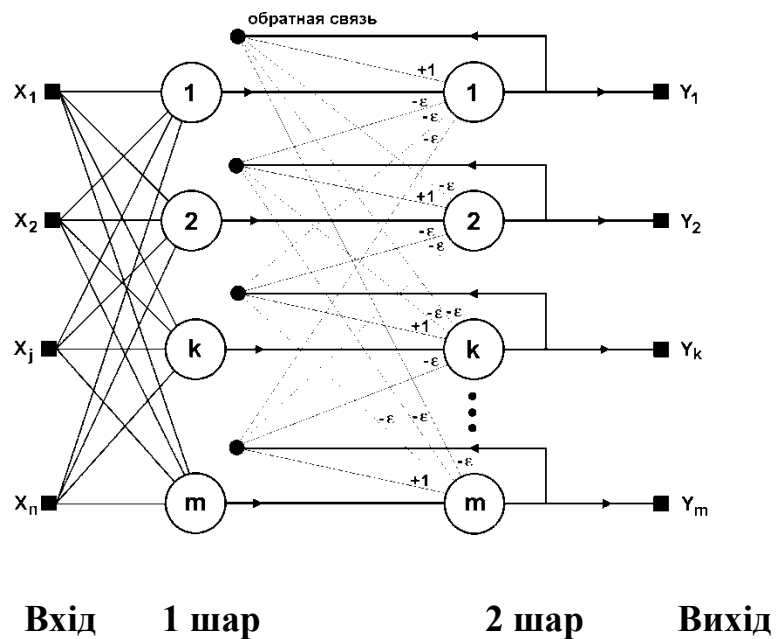 обратная связь
X1 1 +1 1 Y1
-ε
-ε
-ε
X2 2 +1 -ε 2 Y2
-ε
-ε
Xj k +1 -ε -ε k Yk
-ε
-ε -ε
-ε
Xn m +1 m Ym
Вхід 1 шар 2 шар Вихід